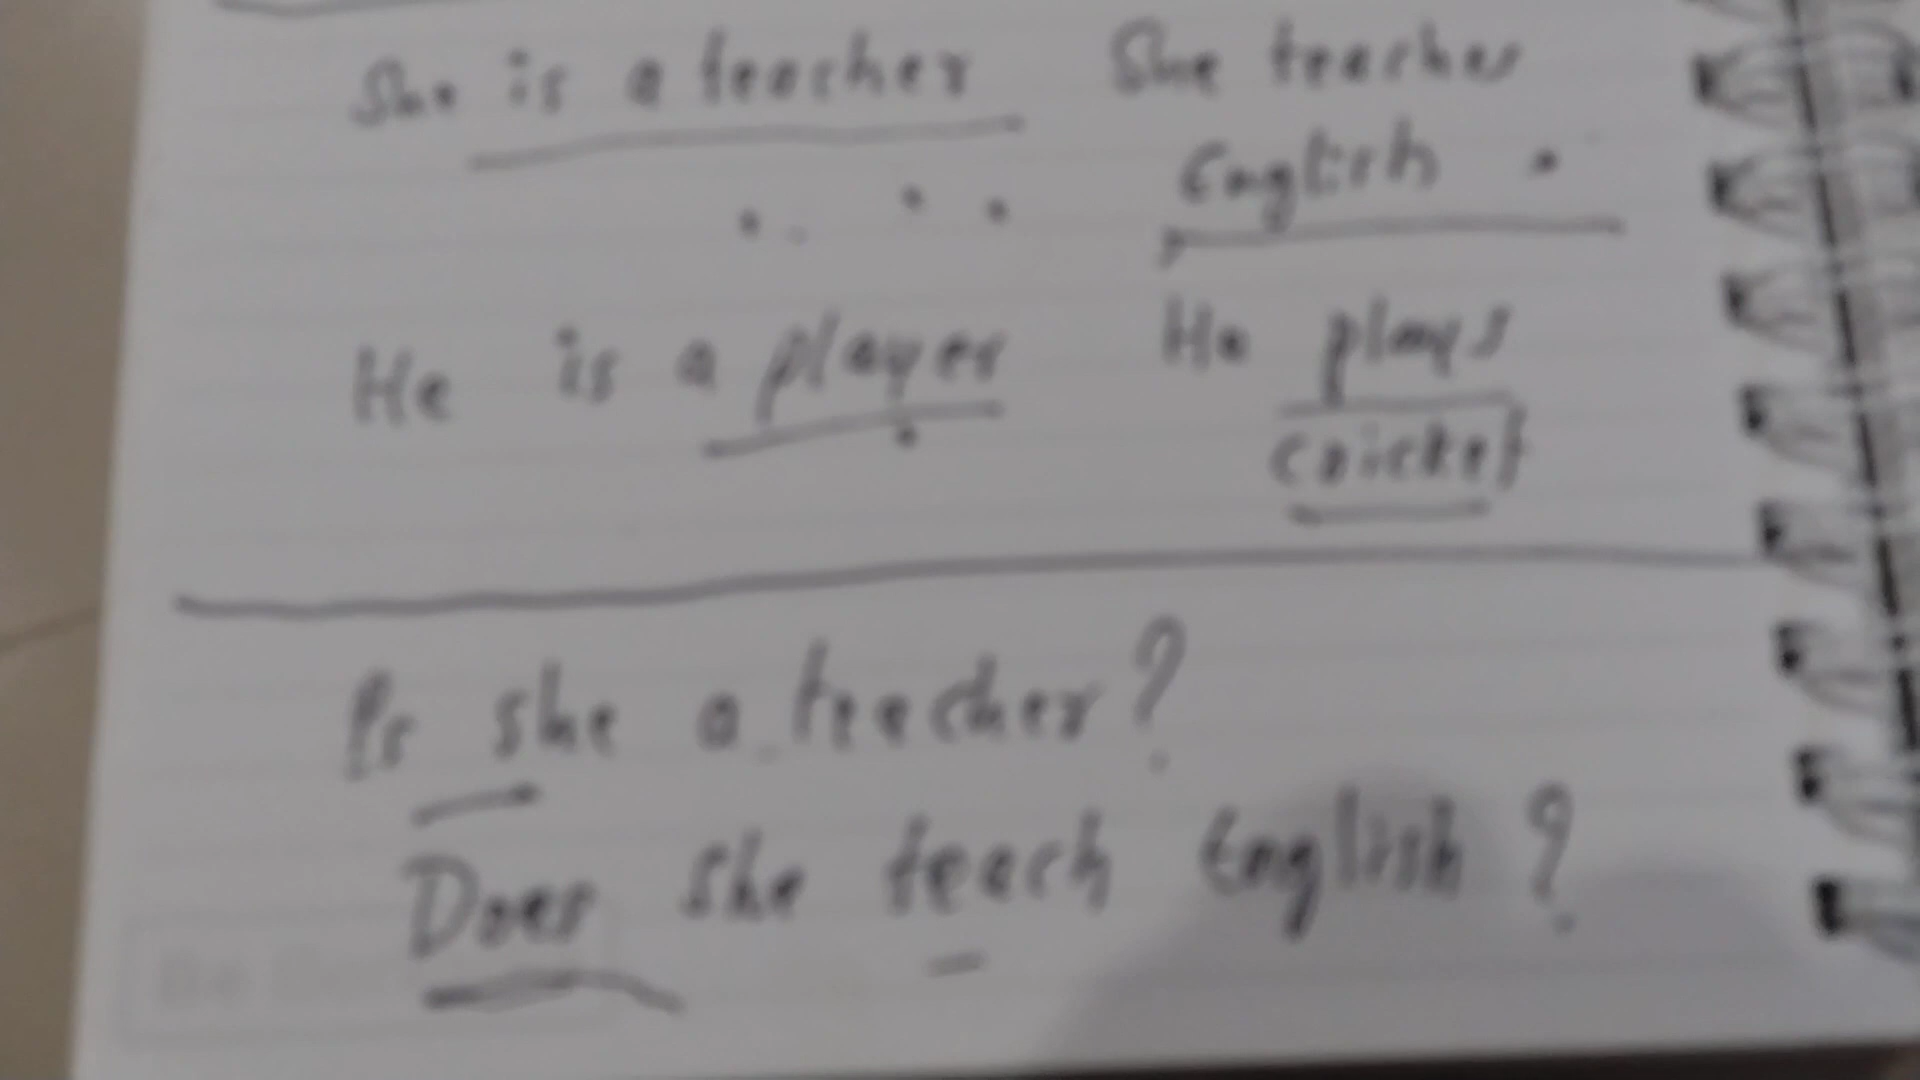 She is a teacher
She teaches
English.
He is a player
He plays
cricket
Is she a teacher?
Does she teach English?